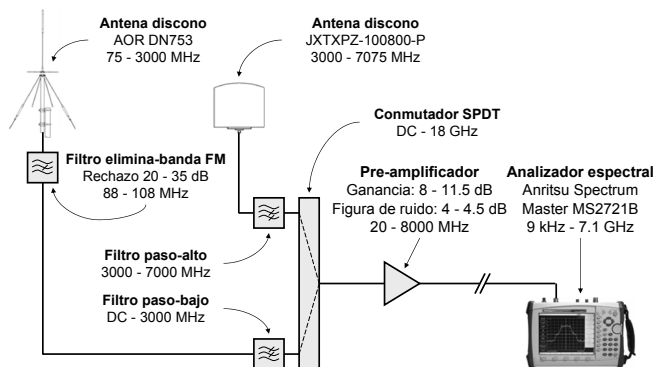 Antena discono
AOR DN753
75 - 3000 MHz
Antena discono
JXTXPZ-100800-P
3000 - 7075 MHz
Conmutador SPDT
DC - 18 GHz
Filtro elimina-banda FM
Rechazo 20 - 35 dB
88 - 108 MHz
Pre-amplificador
Ganancia: 8 - 11.5 dB
Figura de ruido: 4 - 4.5 dB
20 - 8000 MHz
Analizador espectral
Anritsu Spectrum
Master MS2721B
9 kHz - 7.1 GHz
Filtro paso-alto
3000 - 7000 MHz
Filtro paso-bajo
DC - 3000 MHz